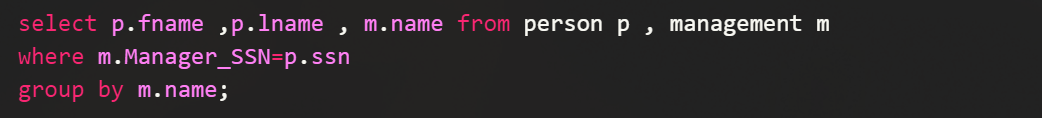 select p.fname ,p.lname , m.name from person p , management m
where m.Manager_SSN=p.ssn
group by m.name;